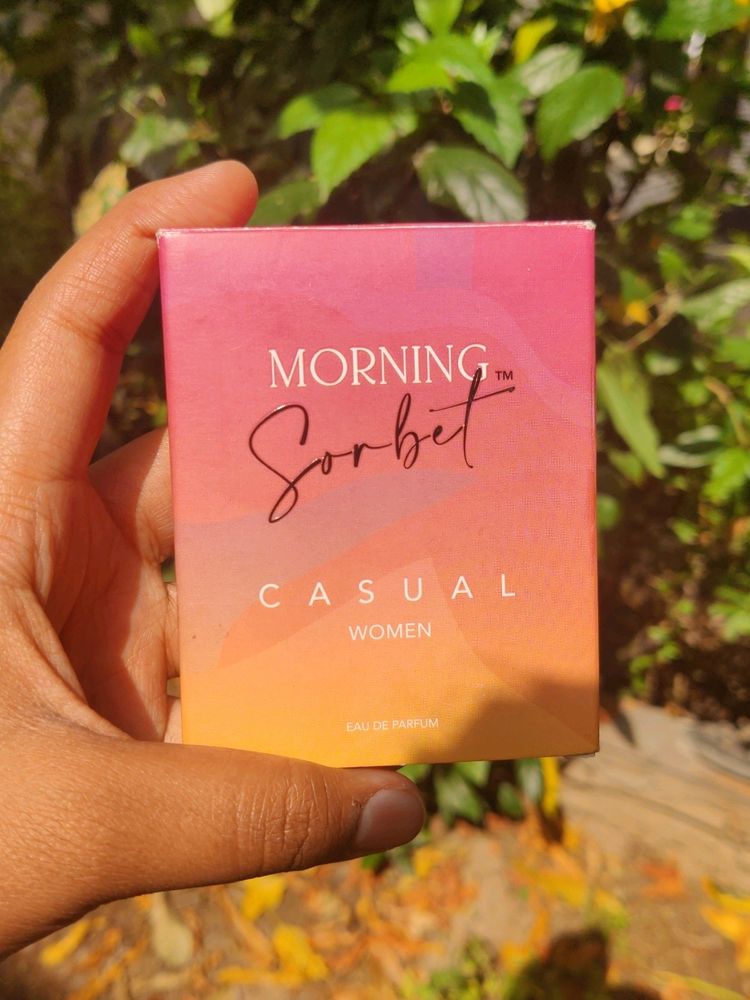 MORNING™
Sorbet
CASUAL
WOMEN
EAU DE PARFUM